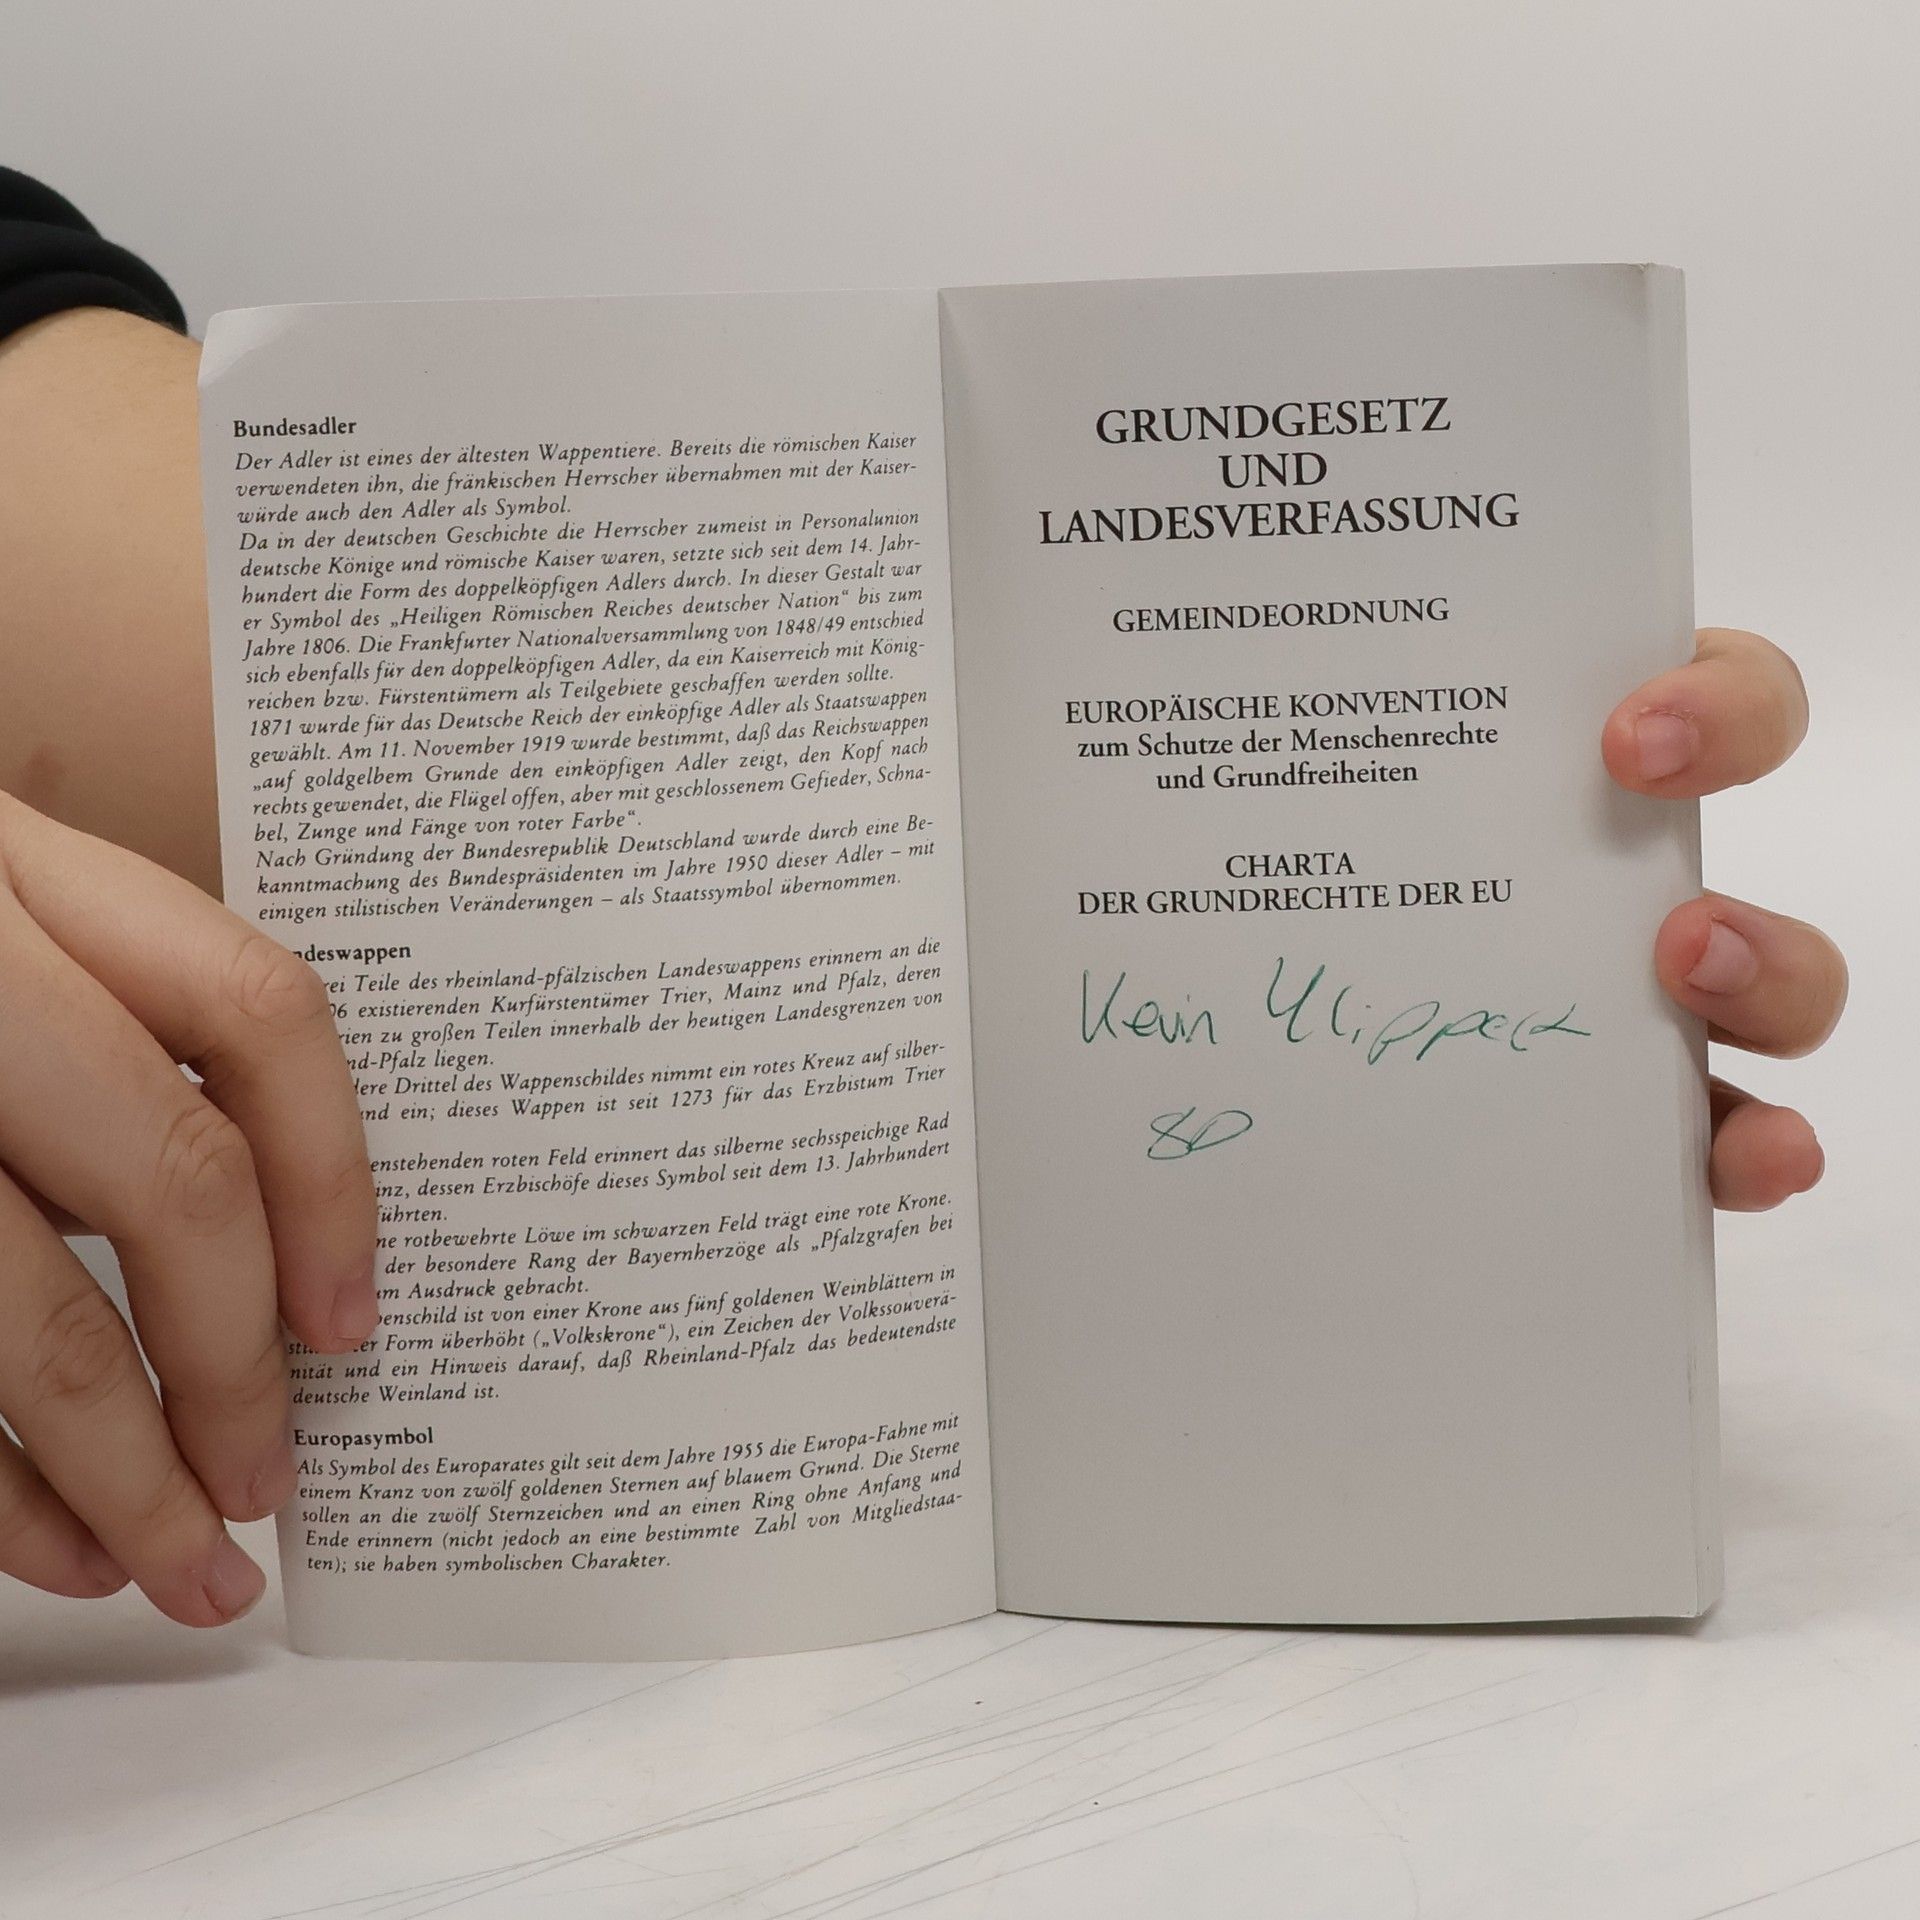 Bundesadler
Der Adler ist eines der ältesten Wappentiere. Bereits die römischen Kaiser
verwendeten ihn, die fränkischen Herrscher übernahmen mit der Kaiser-
würde auch den Adler als Symbol.
Da in der deutschen Geschichte die Herrscher zumeist in Personalunion
deutsche Könige und römische Kaiser waren, setzte sich seit dem 14. Jahr-
hundert die Form des doppelköpfigen Adlers durch. In dieser Gestalt war
er Symbol des „Heiligen Römischen Reiches deutscher Nation“ bis zum
Jahre 1806. Die Frankfurter Nationalversammlung von 1848/49 entschied
sich ebenfalls für den doppelköpfigen Adler, da ein Kaiserreich mit König-
reichen bzw. Fürstentümern als Teilgebiete geschaffen werden sollte.
1871 wurde für das Deutsche Reich der einköpfige Adler als Staatswappen
gewählt. Am 11. November 1919 wurde bestimmt, daß das Reichswappen
„auf goldgelbem Grunde den einköpfigen Adler zeigt, den Kopf nach
rechts gewendet, die Flügel offen, aber mit geschlossenem Gefieder, Schna-
bel, Zunge und Fänge von roter Farbe“.
Nach Gründung der Bundesrepublik Deutschland wurde durch eine Be-
kanntmachung des Bundespräsidenten im Jahre 1950 dieser Adler – mit
einigen stilistischen Veränderungen – als Staatssymbol übernommen.
ndeswappen
rei Teile des rheinland-pfälzischen Landeswappens erinnern an die
06 existierenden Kurfürstentümer Trier, Mainz und Pfalz, deren
rien zu großen Teilen innerhalb der heutigen Landesgrenzen von
nd-Pfalz liegen.
dere Drittel des Wappenschildes nimmt ein rotes Kreuz auf silber-
nd ein; dieses Wappen ist seit 1273 für das Erzbistum Trier
enstehenden roten Feld erinnert das silberne sechsspeichige Rad
inz, dessen Erzbischöfe dieses Symbol seit dem 13. Jahrhundert
führten.
ne rotbewehrte Löwe im schwarzen Feld trägt eine rote Krone.
der besondere Rang der Bayernherzöge als „Pfalzgrafen bei
um Ausdruck gebracht.
penschild ist von einer Krone aus fünf goldenen Weinblättern in
er Form überhöht („Volkskrone“), ein Zeichen der Volkssouverä-
nität und ein Hinweis darauf, daß Rheinland-Pfalz das bedeutendste
deutsche Weinland ist.
Europasymbol
Als Symbol des Europarates gilt seit dem Jahre 1955 die Europa-Fahne mit
einem Kranz von zwölf goldenen Sternen auf blauem Grund. Die Sterne
sollen an die zwölf Sternzeichen und an einen Ring ohne Anfang und
Ende erinnern (nicht jedoch an eine bestimmte Zahl von Mitgliedstaa-
ten); sie haben symbolischen Charakter.
GRUNDGESETZ
UND
LANDESVERFASSUNG
GEMEINDEORDNUNG
EUROPÄISCHE KONVENTION
zum Schutze der Menschenrechte
und Grundfreiheiten
CHARTA
DER GRUNDRECHTE DER EU
Kevin Klippeck
8D